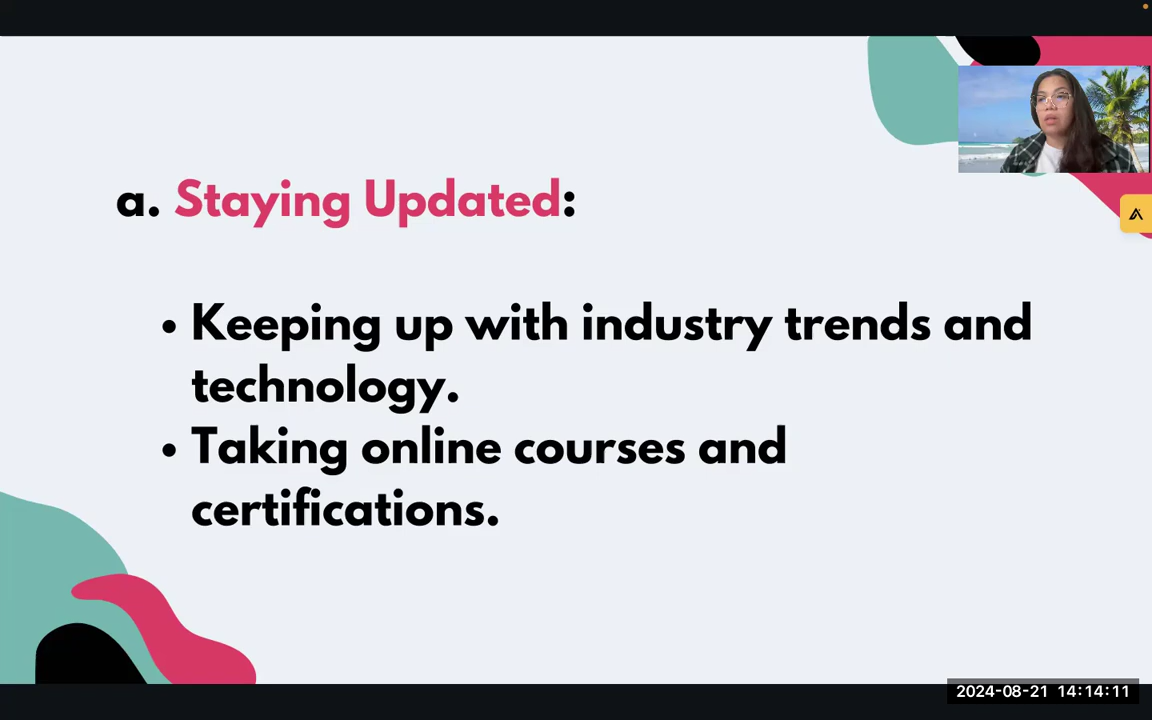 a. Staying Updated:
• Keeping up with industry trends and
technology.
• Taking online courses and
certifications.
2024-08-21 14:14:11